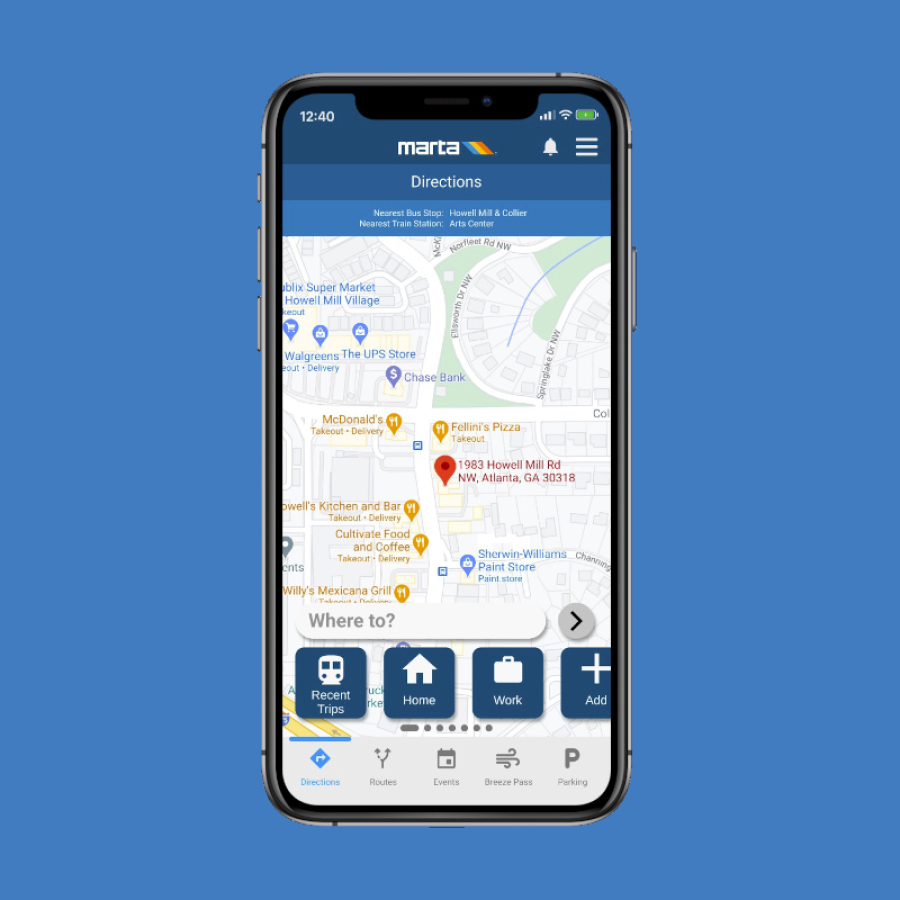 12:40
marta
Directions
Nearest Bus Stop: Howell Mill & Collier
Nearest Train Station: Arts Center
Norfleet Rd NW
Ellsworth Dr NW
Springlake Dr NW
ublix Super Market
Howell Mill Village
keout
Walgreens
eout • Delivery
The UPS Store
Chase Bank
Col
McDonald's
Takeout • Delivery
Fellini's Pizza
Takeout
1983 Howell Mill Rd
NW, Atlanta, GA 30318
owell's Kitchen and Bar
Takeout • Delivery
Cultivate Food
and Coffee
Takeout • Delivery
ents
Sherwin-Williams
Paint Store
Paint store
Channing
Willy's Mexicana Grill
Takeout • Delivery
Where to?
Recent
Trips
Home
Work
Add
Directions
Routes
Events
Breeze Pass
P
Parking